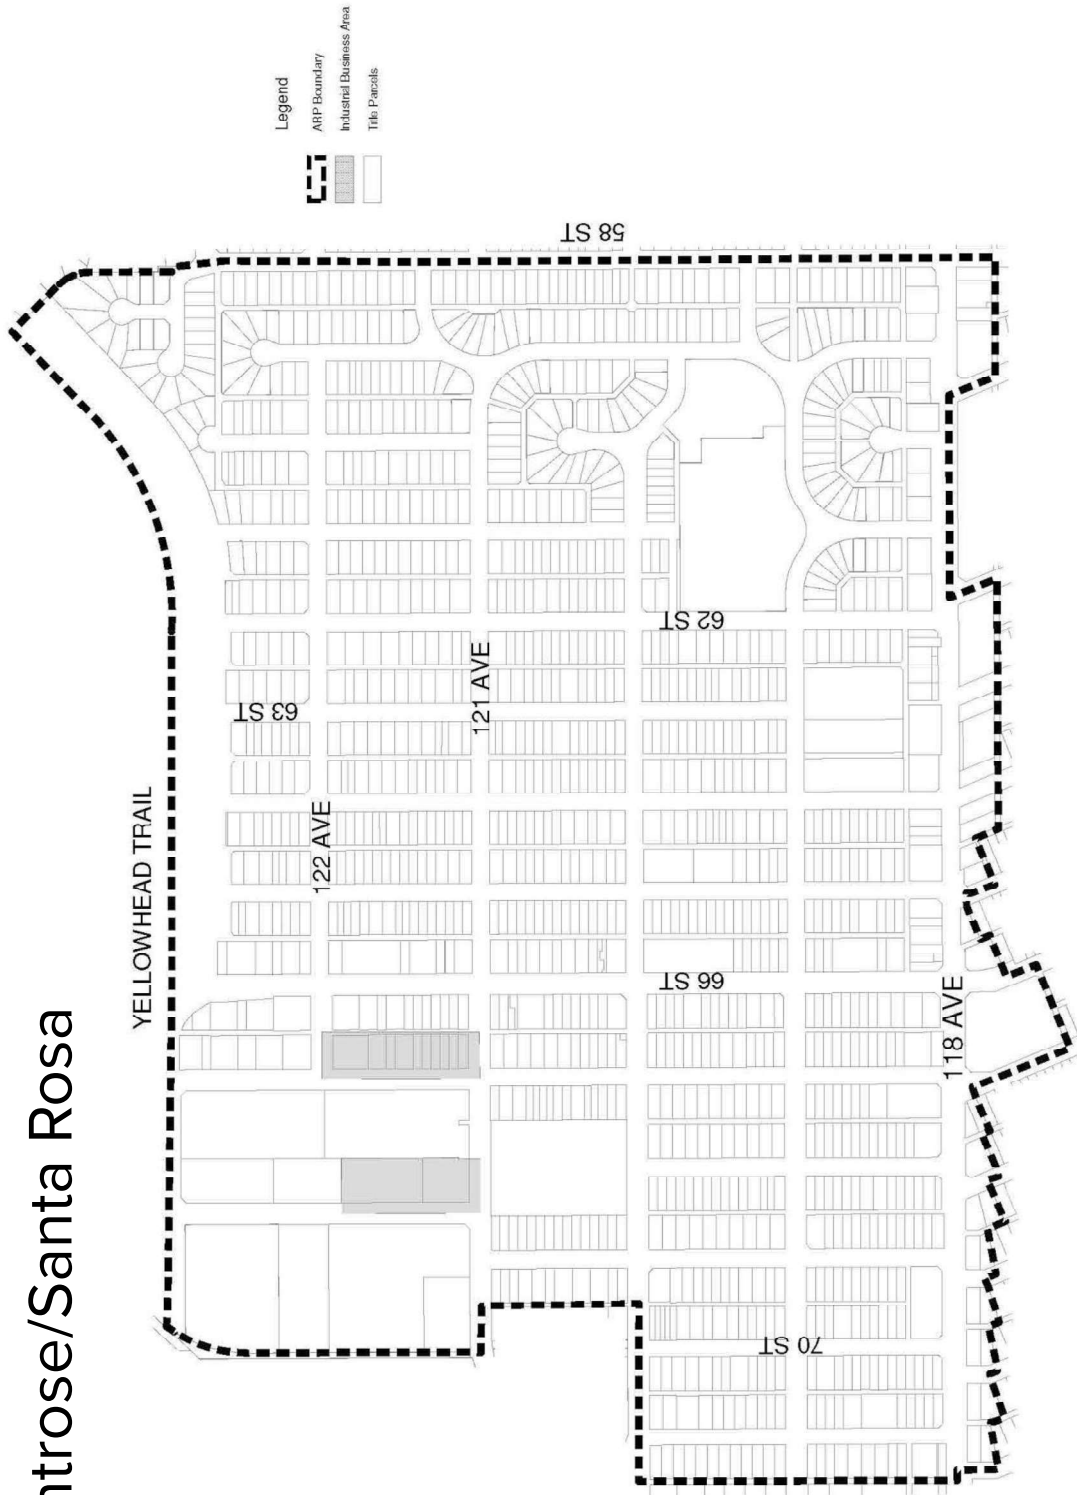 ntrose/Santa Rosa
YELLOWHEAD TRAIL
Legend
ARP Boundary
Industrial Business Area
Title Parcels
58 ST
62 ST
63 ST
121 AVE
122 AVE
66 ST
118 AVE
70 ST